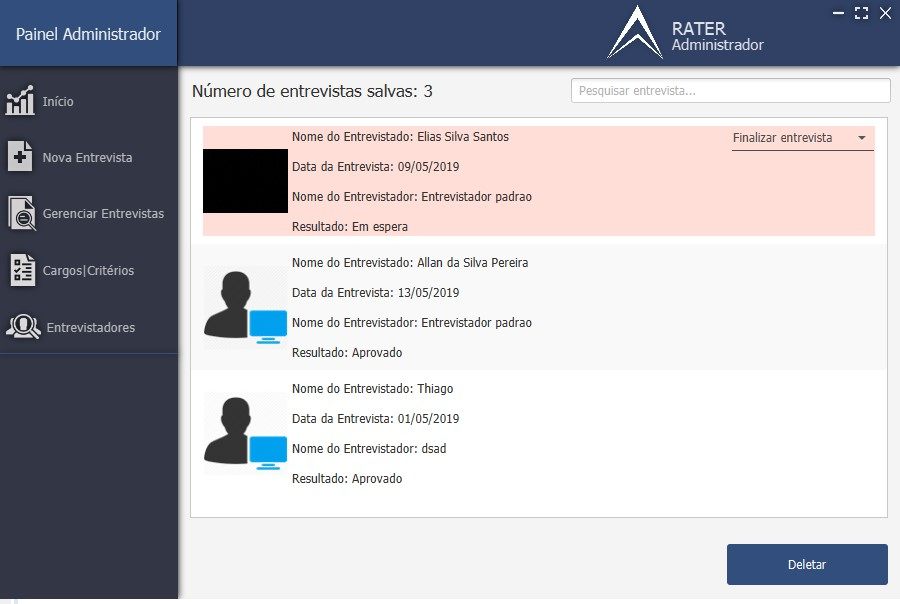 Painel Administrador
RATER
Administrador
Início
Nova Entrevista
Gerenciar Entrevistas
Cargos|Critérios
Entrevistadores
Número de entrevistas salvas: 3
Pesquisar entrevista...
Nome do Entrevistado: Elias Silva Santos
Finalizar entrevista
Data da Entrevista: 09/05/2019
Nome do Entrevistador: Entrevistador padrao
Resultado: Em espera
Nome do Entrevistado: Allan da Silva Pereira
Data da Entrevista: 13/05/2019
Nome do Entrevistador: Entrevistador padrao
Resultado: Aprovado
Nome do Entrevistado: Thiago
Data da Entrevista: 01/05/2019
Nome do Entrevistador: dsad
Resultado: Aprovado
Deletar